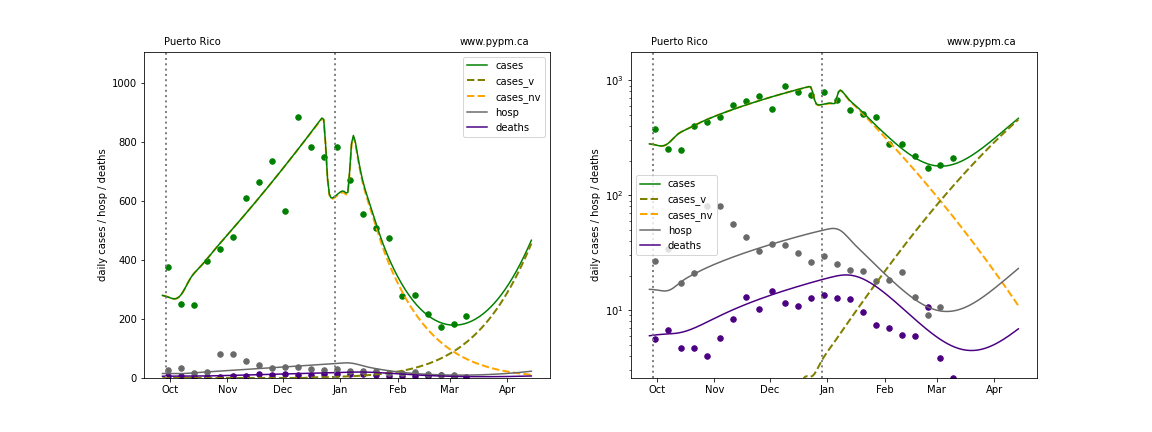 Puerto Rico www.pypm.ca
1000
800
600
400
200
0
daily cases / hosp / deaths
cases
cases_v
cases_nv
hosp
deaths
Oct Nov Dec Jan Feb Mar Apr
Puerto Rico www.pypm.ca
10³
10²
10¹
daily cases / hosp / deaths
cases
cases_v
cases_nv
hosp
deaths
Oct Nov Dec Jan Feb Mar Apr